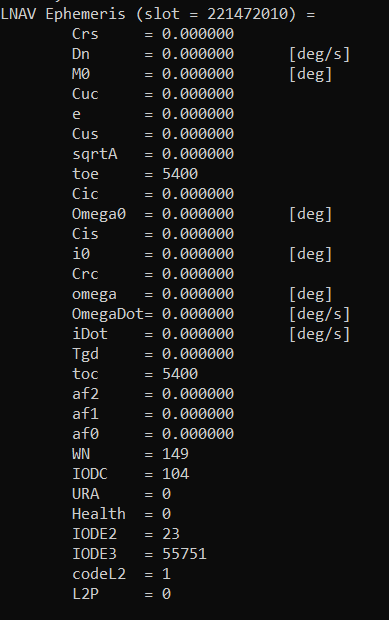 LNAV Ephemeris (slot = 221472010) =
Crs = 0.000000
Dn = 0.000000 [deg/s]
M0 = 0.000000 [deg]
Cuc = 0.000000
e = 0.000000
Cus = 0.000000
sqrtA = 0.000000
toe = 5400
Cic = 0.000000
Omega0 = 0.000000 [deg]
Cis = 0.000000
i0 = 0.000000 [deg]
Crc = 0.000000
omega = 0.000000 [deg]
OmegaDot= 0.000000 [deg/s]
iDot = 0.000000 [deg/s]
Tgd = 0.000000
toc = 5400
af2 = 0.000000
af1 = 0.000000
af0 = 0.000000
WN = 149
IODC = 104
URA = 0
Health = 0
IODE2 = 23
IODE3 = 55751
codeL2 = 1
L2P = 0